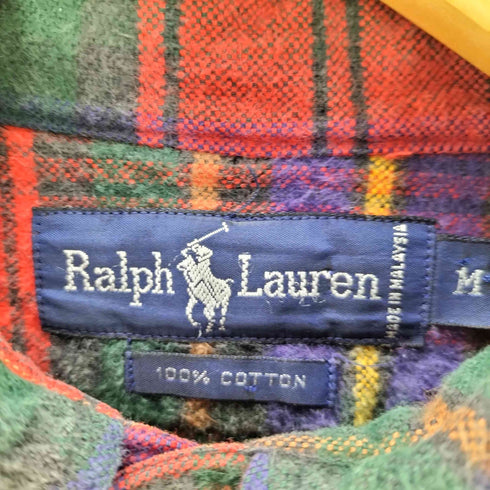 Ralph Lauren
MADE IN MALAYSIA
M
100% COTTON